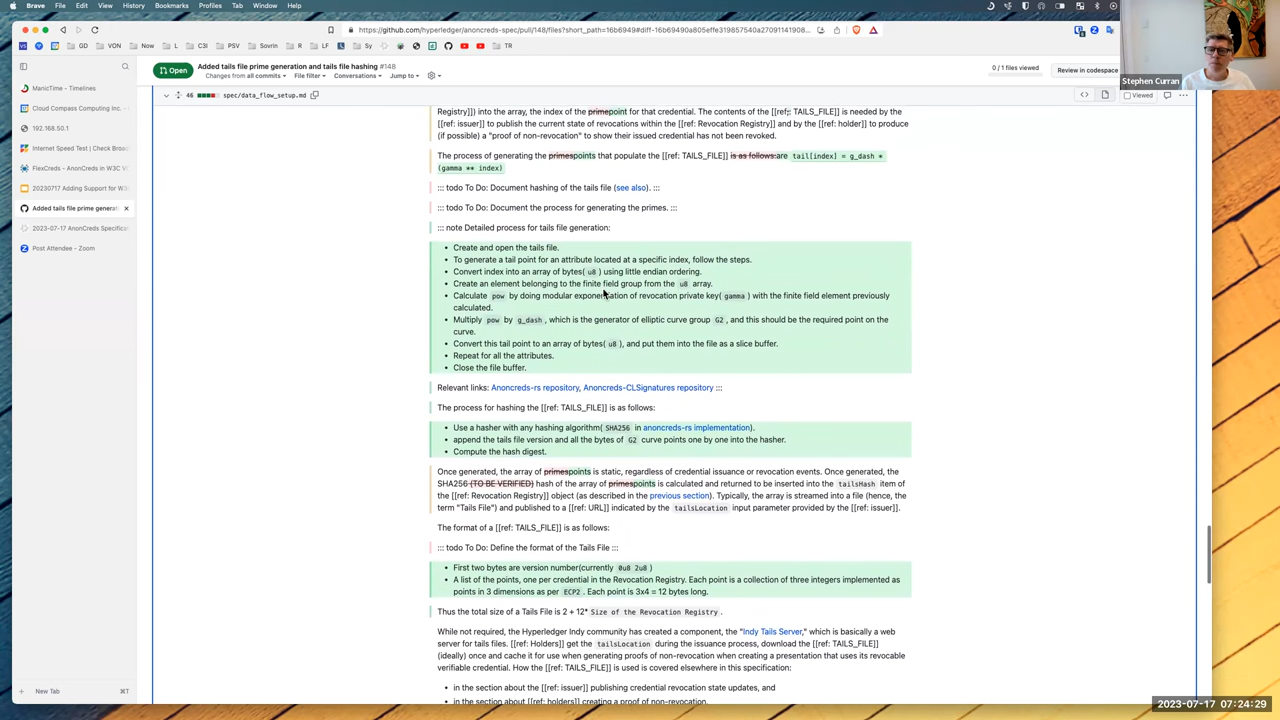 Brave File Edit View History Bookmarks Profiles Tab Window Help
https://github.com/hyperledger/anoncreds-spec/pull/148/files?short_path=16b6949#diff-16b69490a805effe319857540a27091141908...
GD VON Now L C3I PSV Sovrin R LF Sy TR
Open
Added tails file prime generation and tails file hashing #148
Changes from all commits File filter Conversations Jump to
0 / 1 files viewed
Review in codespace
Stephen Curran
46 spec/data_flow_setup.md
Viewed
ManicTime - Timelines
Cloud Compass Computing Inc. -
192.168.50.1
Internet Speed Test | Check Broa
FlexCreds - AnonCreds in W3C V
20230717 Adding Support for W3
Added tails file prime generat
2023-07-17 AnonCreds Specifica
Post Attendee - Zoom
New Tab ⌘T
Registry]]) into the array, the index of the primepoint for that credential. The contents of the [[ref: TAILS_FILE]] is needed by the
[[ref: issuer]] to publish the current state of revocations within the [[ref: Revocation Registry]] and by the [[ref: holder]] to produce
(if possible) a "proof of non-revocation" to show their issued credential has not been revoked.
The process of generating the primespoints that populate the [[ref: TAILS_FILE]] is as follows:are tail[index] = g_dash *
(gamma ** index)
::: todo To Do: Document hashing of the tails file (see also). :::
::: todo To Do: Document the process for generating the primes. :::
::: note Detailed process for tails file generation:
• Create and open the tails file.
• To generate a tail point for an attribute located at a specific index, follow the steps.
• Convert index into an array of bytes( u8 ) using little endian ordering.
• Create an element belonging to the finite field group from the u8 array.
• Calculate pow by doing modular exponentiation of revocation private key( gamma ) with the finite field element previously
calculated.
• Multiply pow by g_dash , which is the generator of elliptic curve group G2 , and this should be the required point on the
curve.
• Convert this tail point to an array of bytes( u8 ), and put them into the file as a slice buffer.
• Repeat for all the attributes.
• Close the file buffer.
Relevant links: Anoncreds-rs repository, Anoncreds-CLSignatures repository :::
The process for hashing the [[ref: TAILS_FILE]] is as follows:
• Use a hasher with any hashing algorithm( SHA256 in anoncreds-rs implementation).
• append the tails file version and all the bytes of G2 curve points one by one into the hasher.
• Compute the hash digest.
Once generated, the array of primespoints is static, regardless of credential issuance or revocation events. Once generated, the
SHA256 (TO BE VERIFIED) hash of the array of primespoints is calculated and returned to be inserted into the tailsHash item of
the [[ref: Revocation Registry]] object (as described in the previous section). Typically, the array is streamed into a file (hence, the
term "Tails File") and published to a [[ref: URL]] indicated by the tailsLocation input parameter provided by the [[ref: issuer]].
The format of a [[ref: TAILS_FILE]] is as follows:
::: todo To Do: Define the format of the Tails File :::
• First two bytes are version number(currently 0u8 2u8 )
• A list of the points, one per credential in the Revocation Registry. Each point is a collection of three integers implemented as
points in 3 dimensions as per ECP2 . Each point is 3x4 = 12 bytes long.
Thus the total size of a Tails File is 2 + 12* Size of the Revocation Registry .
While not required, the Hyperledger Indy community has created a component, the "Indy Tails Server," which is basically a web
server for tails files. [[ref: Holders]] get the tailsLocation during the issuance process, download the [[ref: TAILS_FILE]]
(ideally) once and cache it for use when generating proofs of non-revocation when creating a presentation that uses its revocable
verifiable credential. How the [[ref: TAILS_FILE]] is used is covered elsewhere in this specification:
• in the section about the [[ref: issuer]] publishing credential revocation state updates, and
• in the section about [[ref: holders]] creating a proof of non-revocation.
2023-07-17 07:24:29